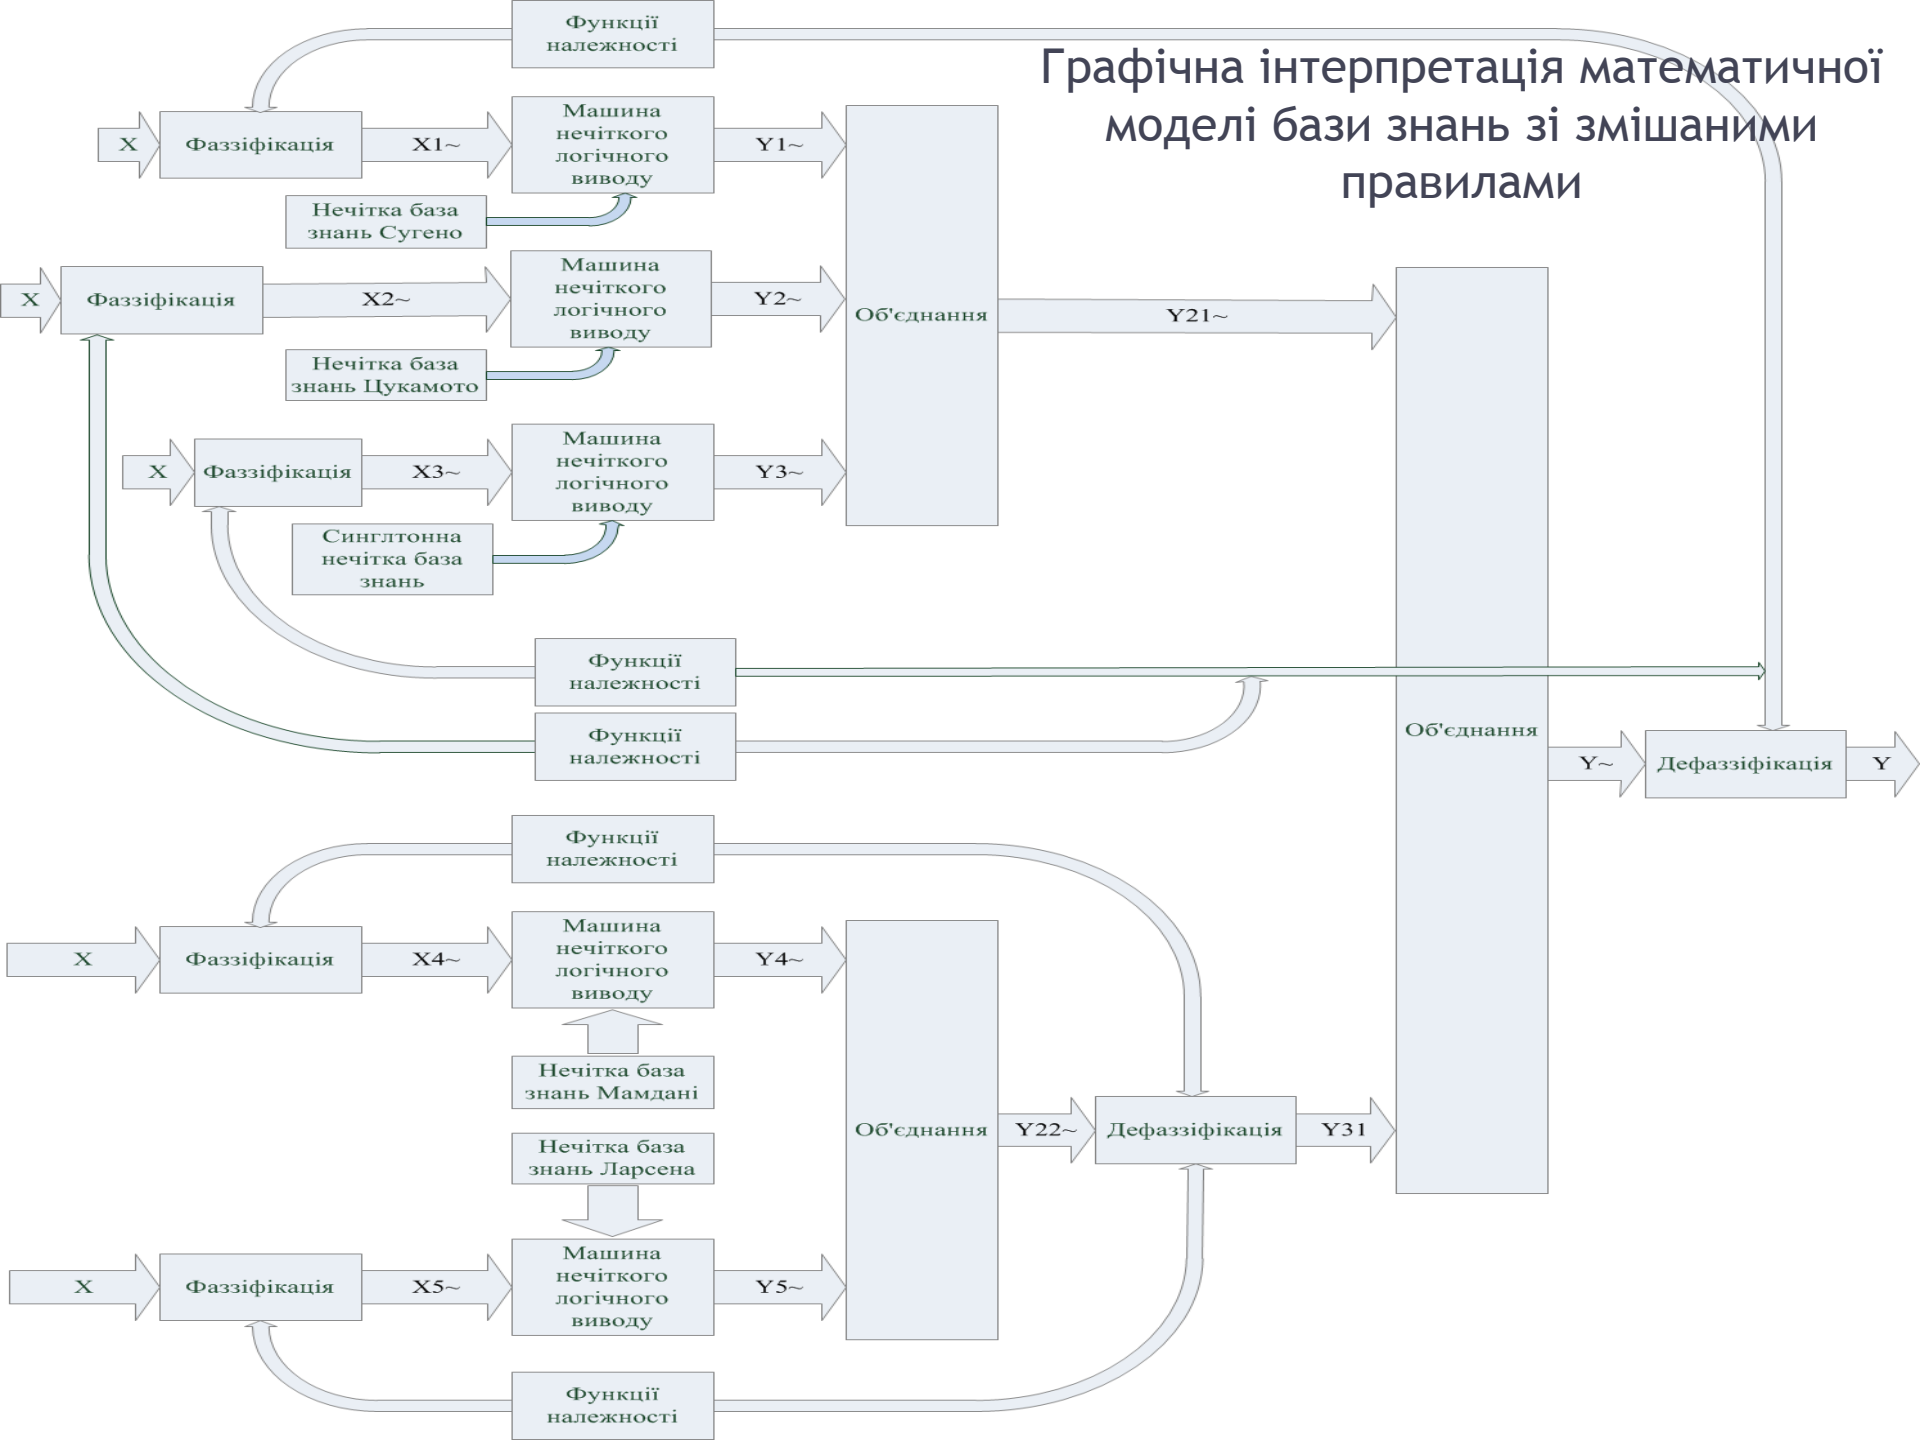 Функції
належності
Графічна інтерпретація математичної
моделі бази знань зі змішаними
правилами
X
Фаззіфікація
X1~
Машина
нечіткого
логічного
виводу
Y1~
Нечітка база
знань Сугено
X
Фаззіфікація
X2~
Машина
нечіткого
логічного
виводу
Y2~
Об'єднання
Y21~
Нечітка база
знань Цукамото
X
Фаззіфікація
X3~
Машина
нечіткого
логічного
виводу
Y3~
Синглтонна
нечітка база
знань
Функції
належності
Функції
належності
Об'єднання
Y~
Дефаззіфікація
Y
Функції
належності
X
Фаззіфікація
X4~
Машина
нечіткого
логічного
виводу
Y4~
Нечітка база
знань Мамдані
Об'єднання
Y22~
Дефаззіфікація
Y31
Нечітка база
знань Ларсена
X
Фаззіфікація
X5~
Машина
нечіткого
логічного
виводу
Y5~
Функції
належності